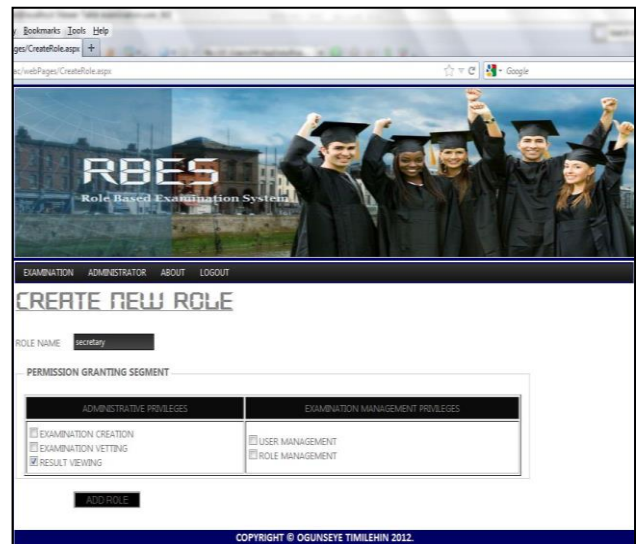 Bookmarks Tools Help
ges/CreateRole.aspx +
ac/webPages/CreateRole.aspx
Google
RBES
Role Based Examination System
EXAMINATION ADMINISTRATOR ABOUT LOGOUT
CREATE NEW ROLE
ROLE NAME secretary
PERMISSION GRANTING SEGMENT
ADMINISTRATIVE PRIVILEGES EXAMINATION MANAGEMENT PRIVILEGES
EXAMINATION CREATION
EXAMINATION VETTING
RESULT VIEWING
USER MANAGEMENT
ROLE MANAGEMENT
ADD ROLE
COPYRIGHT © OGUNSEYE TIMILEHIN 2012.